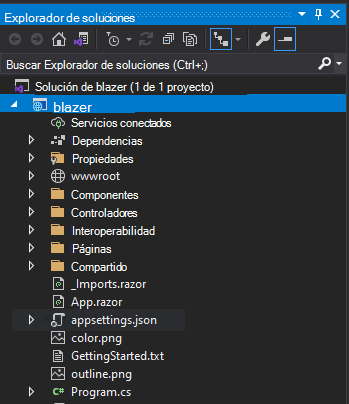 Explorador de soluciones
Buscar Explorador de soluciones (Ctrl+;)
Solución de blazer (1 de 1 proyecto)
blazer
Servicios conectados
Dependencias
Propiedades
wwwroot
Componentes
Controladores
Interoperabilidad
Páginas
Compartido
_Imports.razor
App.razor
appsettings.json
color.png
GettingStarted.txt
outline.png
C# Program.cs